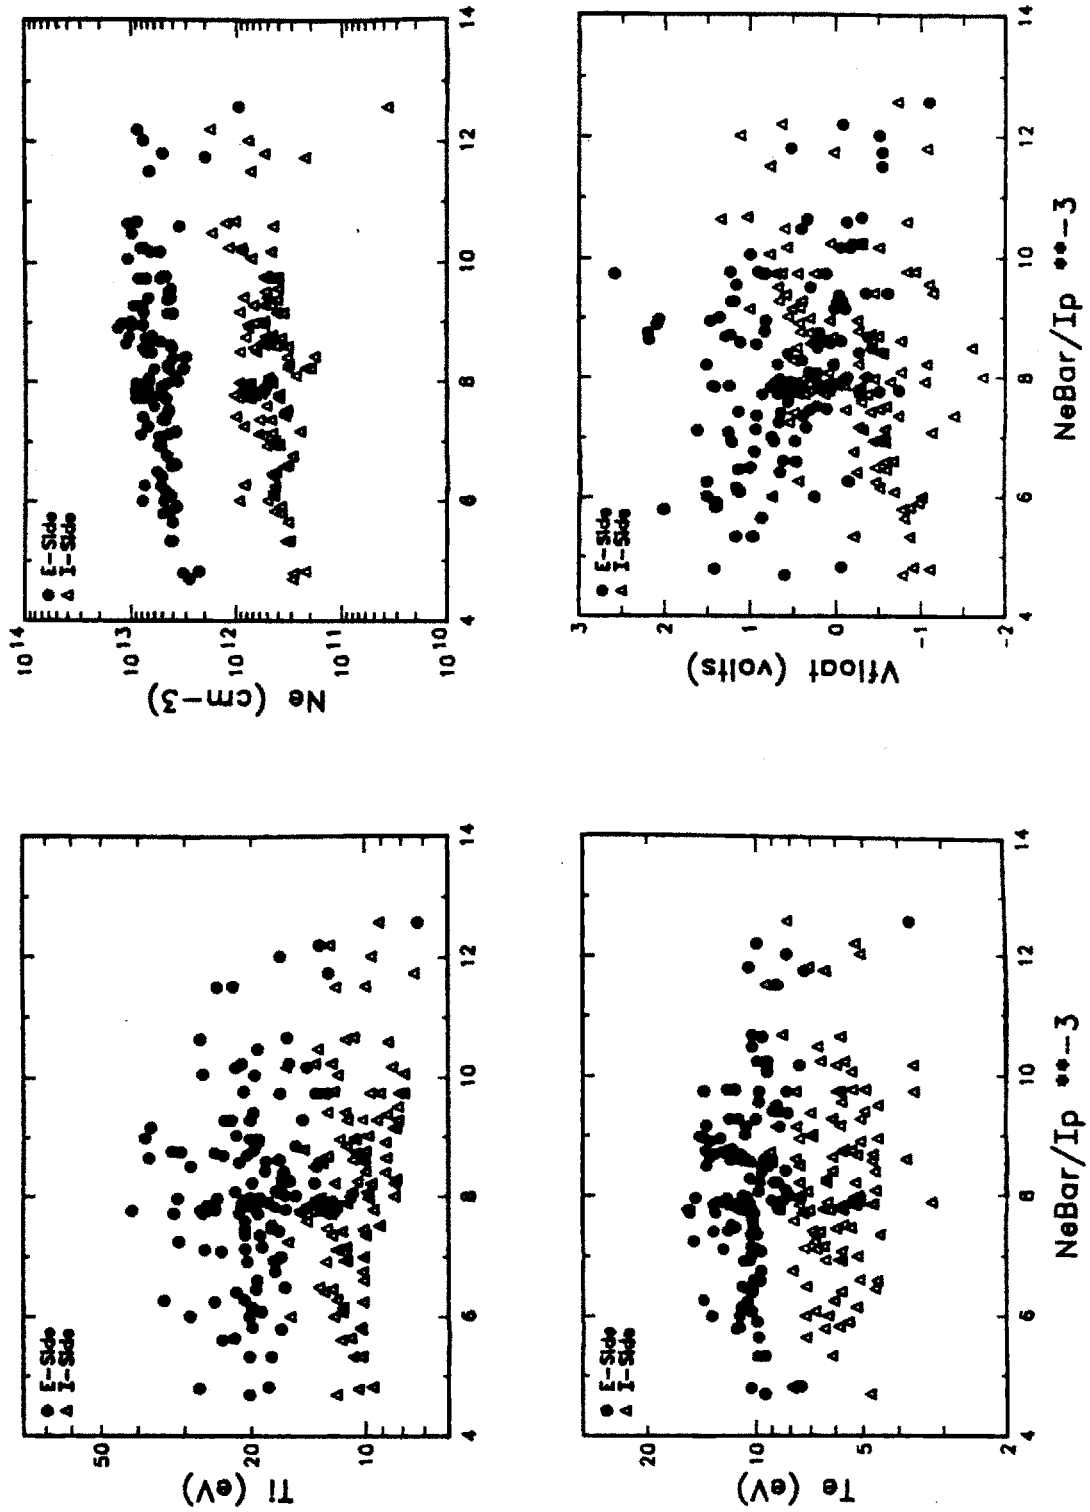 Ti (eV)
50
20
10
● E-Side
△ I-Side
4 6 8 10 12 14
Ne (cm-3)
10^14
10^13
10^12
10^11
10^10
● E-Side
△ I-Side
4 6 8 10 12 14
Te (eV)
20
10
5
2
● E-Side
△ I-Side
4 6 8 10 12 14
NeBar/Ip **-3
Vfloat (volts)
3
2
1
0
-1
-2
● E-Side
△ I-Side
4 6 8 10 12 14
NeBar/Ip **-3